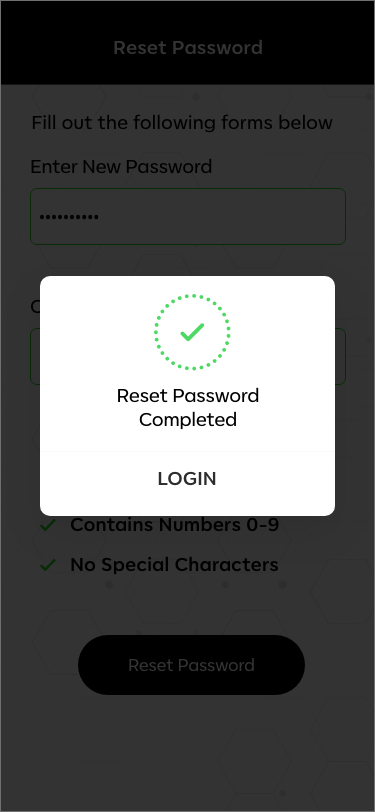 Reset Password
Fill out the following forms below
Enter New Password
••••••••••
Reset Password
Completed
LOGIN
Contains Numbers 0-9
No Special Characters
Reset Password